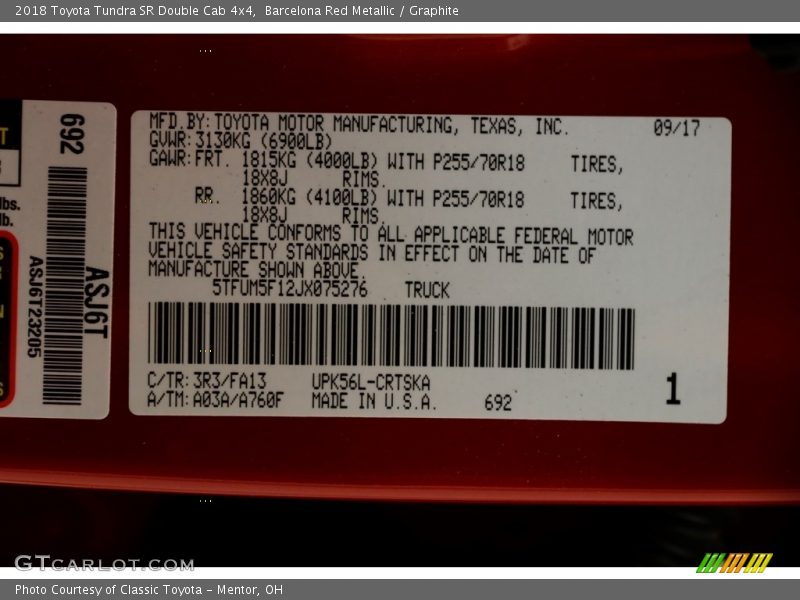 2018 Toyota Tundra SR Double Cab 4x4,  Barcelona Red Metallic / Graphite
692
ASJ6T
ASJ6T23205
lbs.
lb.
MFD.BY:TOYOTA MOTOR MANUFACTURING, TEXAS, INC. 09/17
GVWR:3130KG (6900LB)
GAWR:FRT. 1815KG (4000LB) WITH P255/70R18 TIRES,
18X8J RIMS.
RR. 1860KG (4100LB) WITH P255/70R18 TIRES,
18X8J RIMS.
THIS VEHICLE CONFORMS TO ALL APPLICABLE FEDERAL MOTOR
VEHICLE SAFETY STANDARDS IN EFFECT ON THE DATE OF
MANUFACTURE SHOWN ABOVE.
5TFUM5F12JX075276 TRUCK
C/TR:3R3/FA13 UPK56L-CRTSKA
A/TM:A03A/A760F MADE IN U.S.A. 692
1
GTCARLOT.COM
Photo Courtesy of Classic Toyota - Mentor, OH